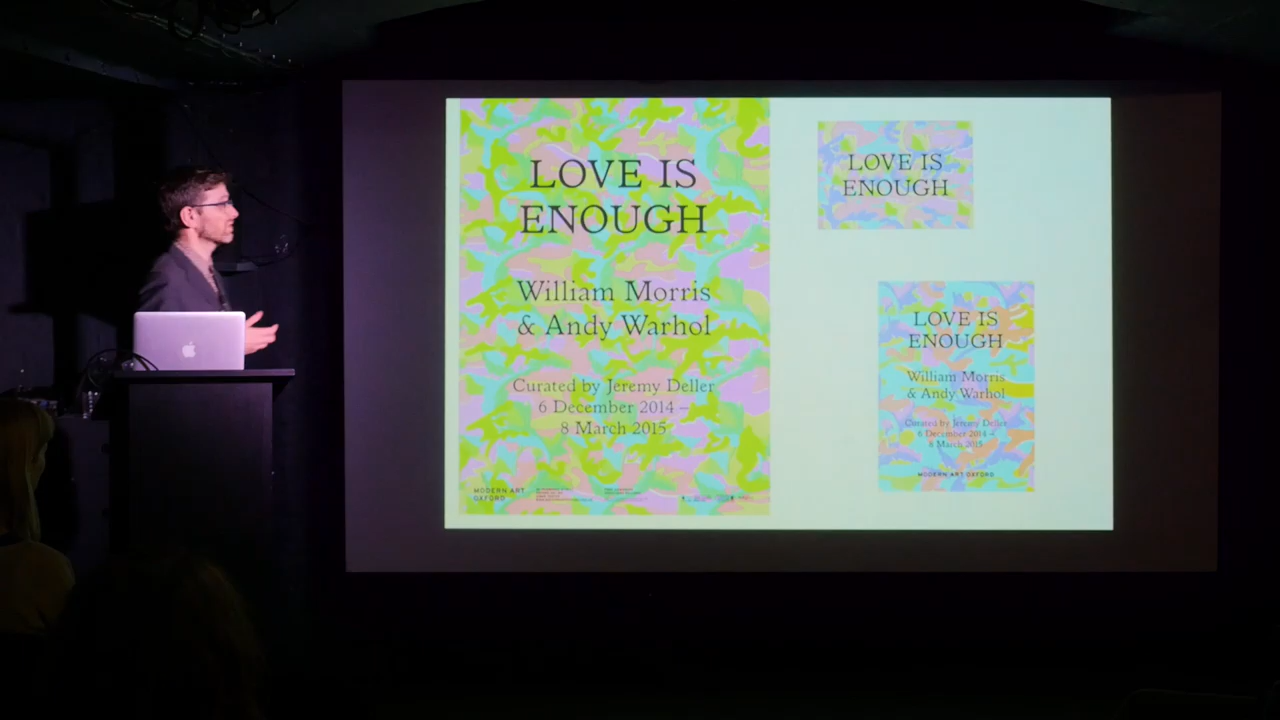 LOVE IS
ENOUGH
William Morris
& Andy Warhol
Curated by Jeremy Deller
6 December 2014 –
8 March 2015
MODERN ART
OXFORD
LOVE IS
ENOUGH
LOVE IS
ENOUGH
William Morris
& Andy Warhol
Curated by Jeremy Deller
6 December 2014 –
8 March 2015
MODERN ART OXFORD